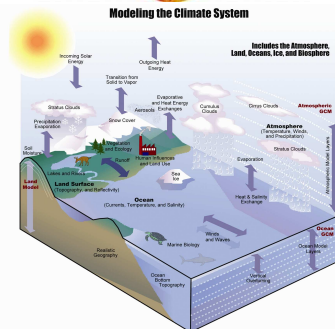 Modeling the Climate System
Includes the Atmosphere,
Land, Oceans, Ice, and Biosphere
Incoming Solar
Energy
Outgoing Heat
Energy
Transition from
Solid to Vapor
Evaporative
and Heat Energy
Exchanges
Stratus Clouds
Snow Cover
Aerosols
Cumulus
Clouds
Cirrus Clouds
Atmospheric
GCM
Precipitation
Evaporation
Atmosphere
(Temperature, Winds,
and Precipitation)
Vegetation
and Ecology
Stratus Clouds
Soil
Moisture
Runoff
Human Influences
and Land Use
Evaporation
Atmospheric Model Layers
Lakes and Rivers
Sea
Ice
Land
Model
Land Surface
(Topography, and Reflectivity)
Heat & Salinity
Exchange
Ocean
(Currents, Temperature, and Salinity)
Ocean
GCM
Winds
and Waves
Ocean Model
Layers
Marine Biology
Realistic
Geography
Ocean
Bottom
Topography
Vertical
Overturning